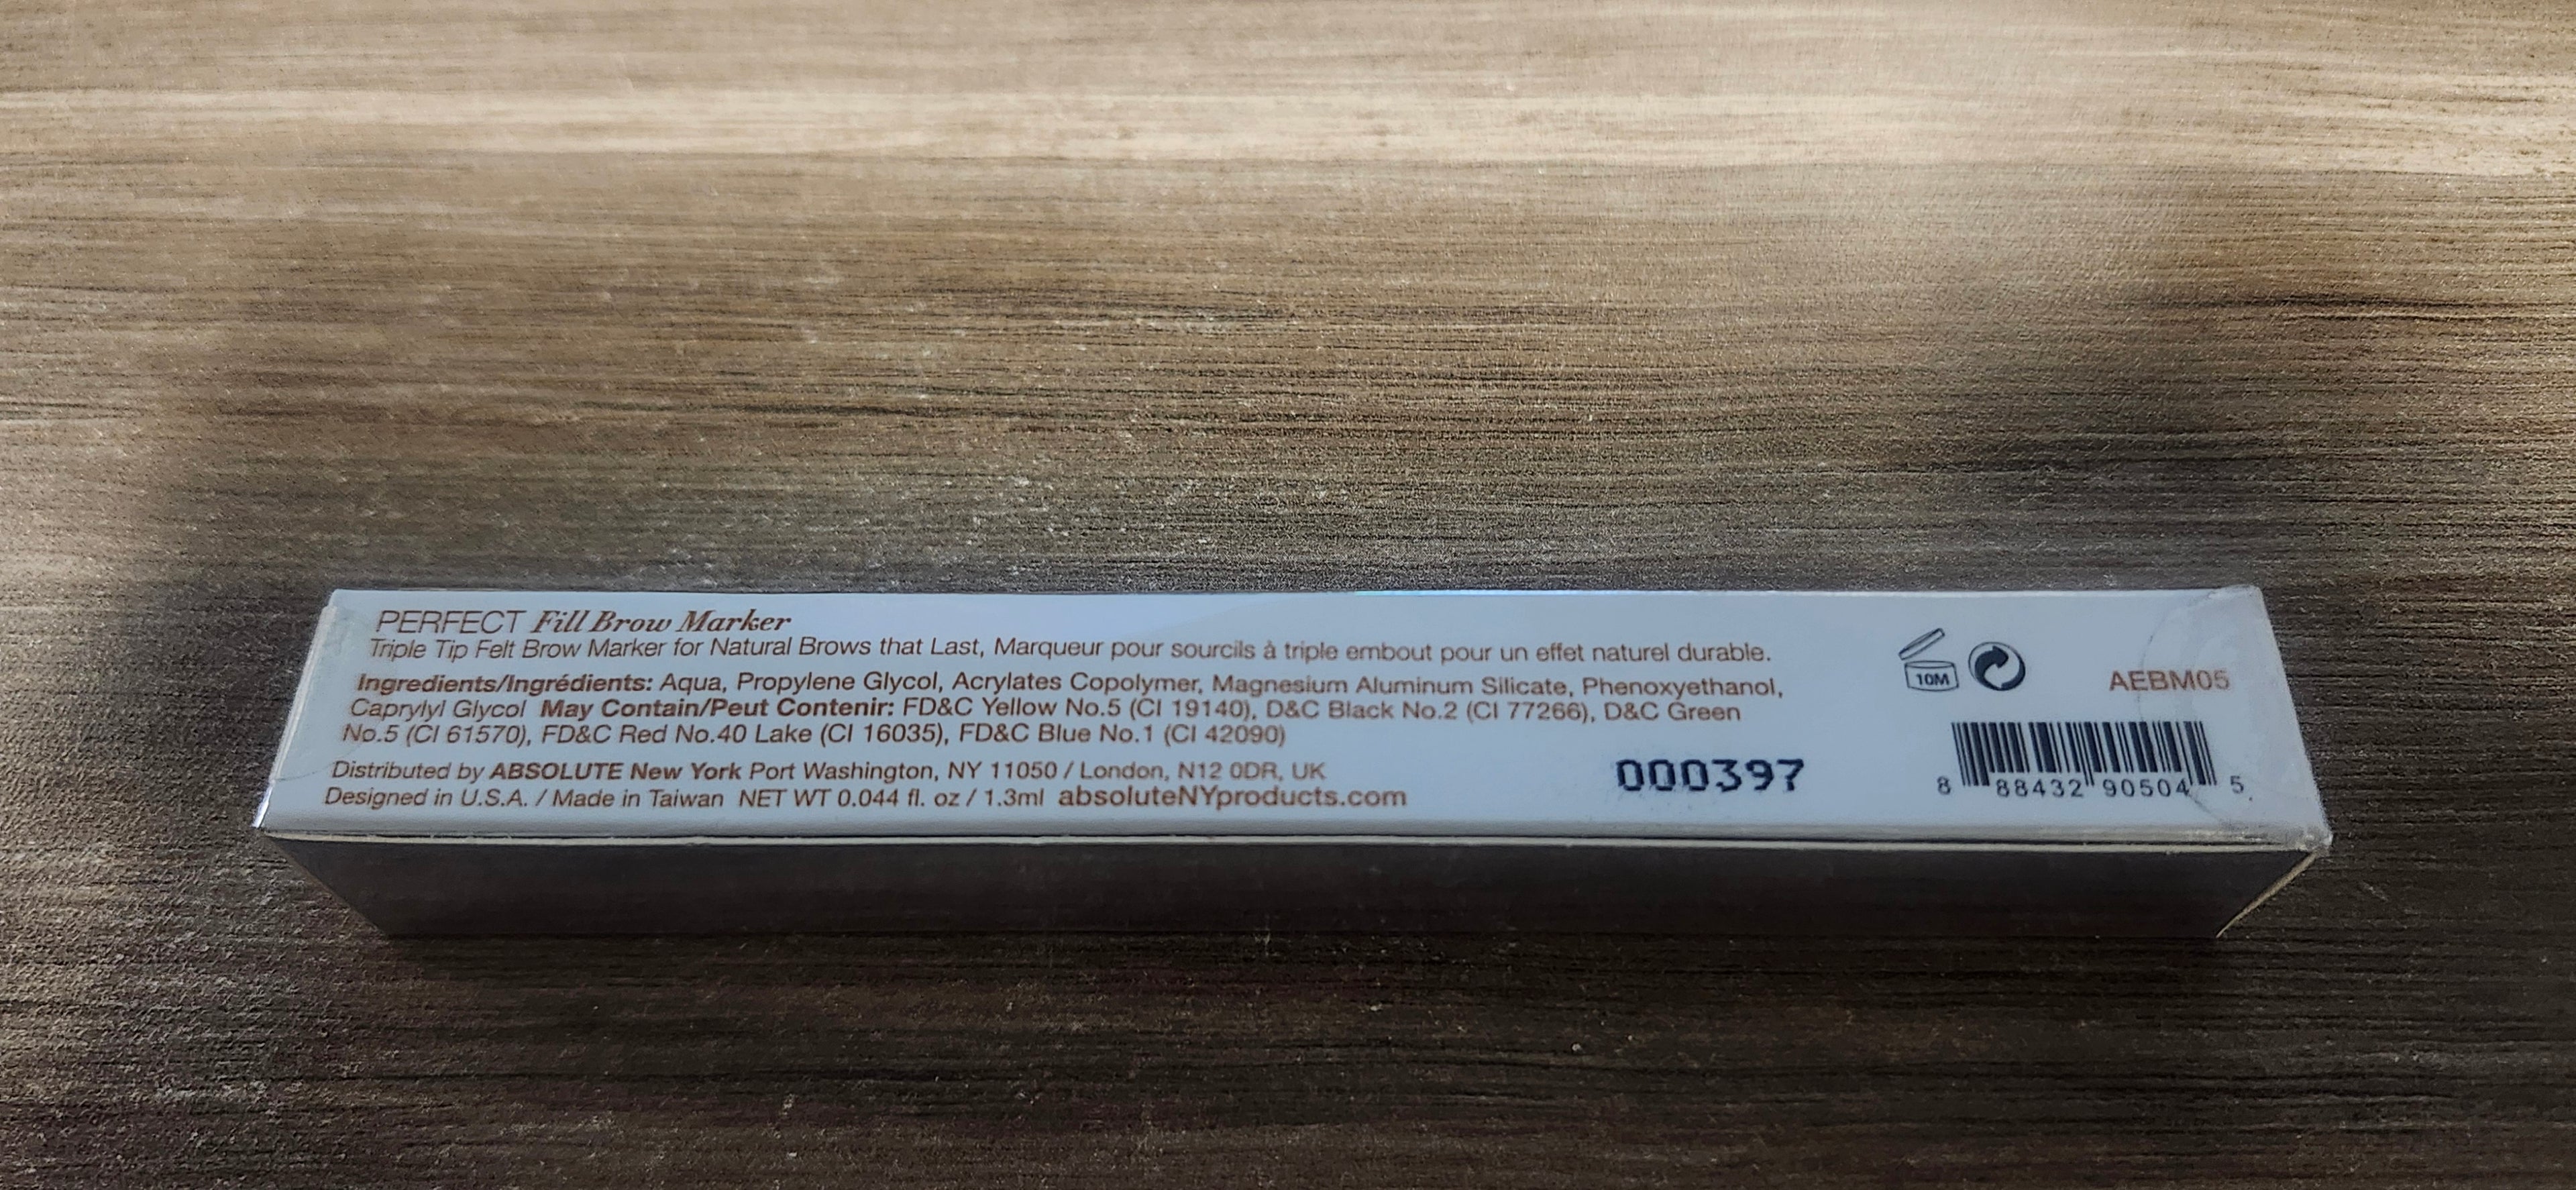 PERFECT Fill Brow Marker
Triple Tip Felt Brow Marker for Natural Brows that Last, Marqueur pour sourcils à triple embout pour un effet naturel durable.
Ingredients/Ingrédients: Aqua, Propylene Glycol, Acrylates Copolymer, Magnesium Aluminum Silicate, Phenoxyethanol,
Caprylyl Glycol May Contain/Peut Contenir: FD&C Yellow No.5 (CI 19140), D&C Black No.2 (CI 77266), D&C Green
No.5 (CI 61570), FD&C Red No.40 Lake (CI 16035), FD&C Blue No.1 (CI 42090)
Distributed by ABSOLUTE New York Port Washington, NY 11050 / London, N12 0DR, UK
Designed in U.S.A. / Made in Taiwan NET WT 0.044 fl. oz / 1.3ml absoluteNYproducts.com
000397
10M
AEBM05
8 88432 90504 5